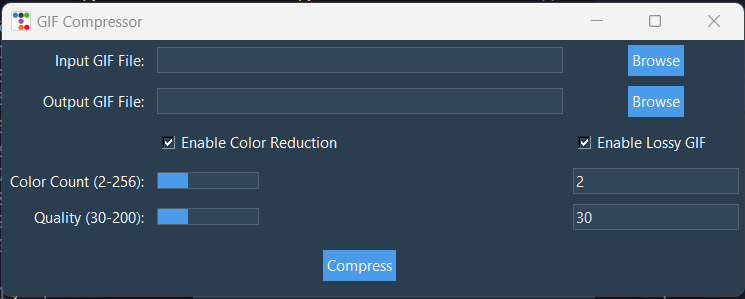 GIF Compressor
Input GIF File: Browse
Output GIF File: Browse
Enable Color Reduction Enable Lossy GIF
Color Count (2-256): 2
Quality (30-200): 30
Compress